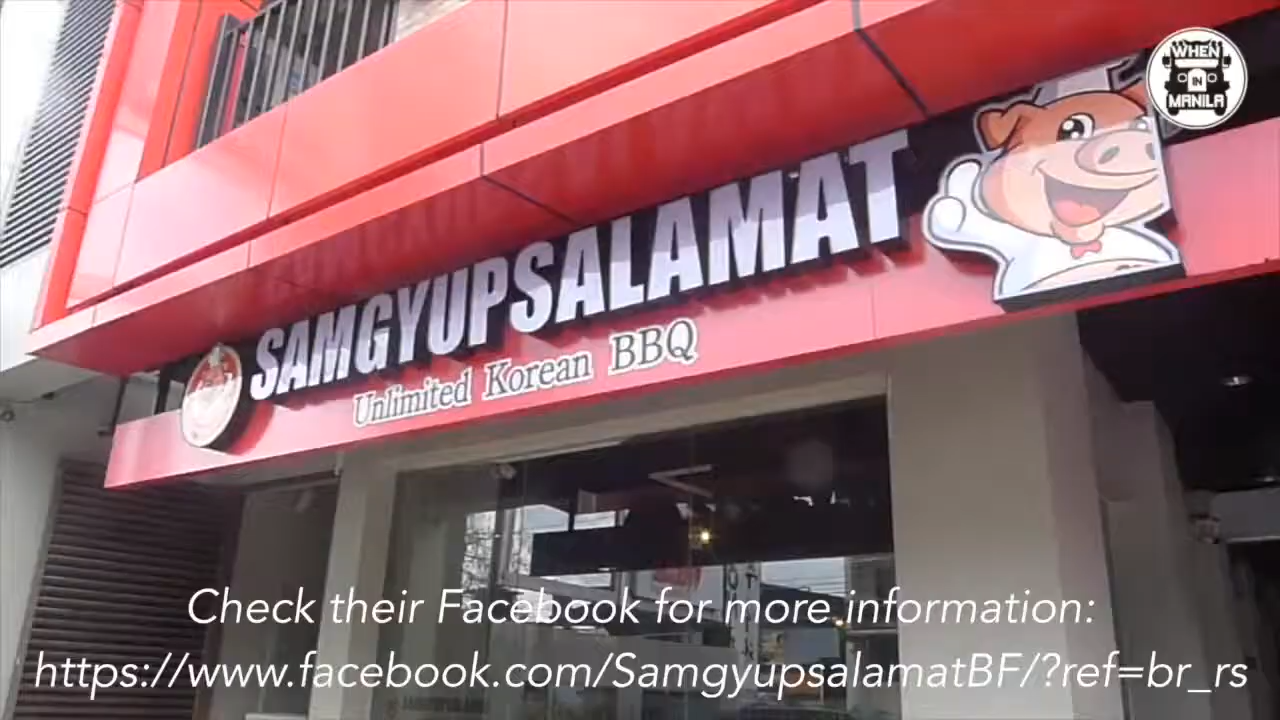 WHEN
IN
MANILA
SAMGYUPSALAMAT
Unlimited Korean BBQ
Check their Facebook for more information:
https://www.facebook.com/SamgyupsalamatBF/?ref=br_rs